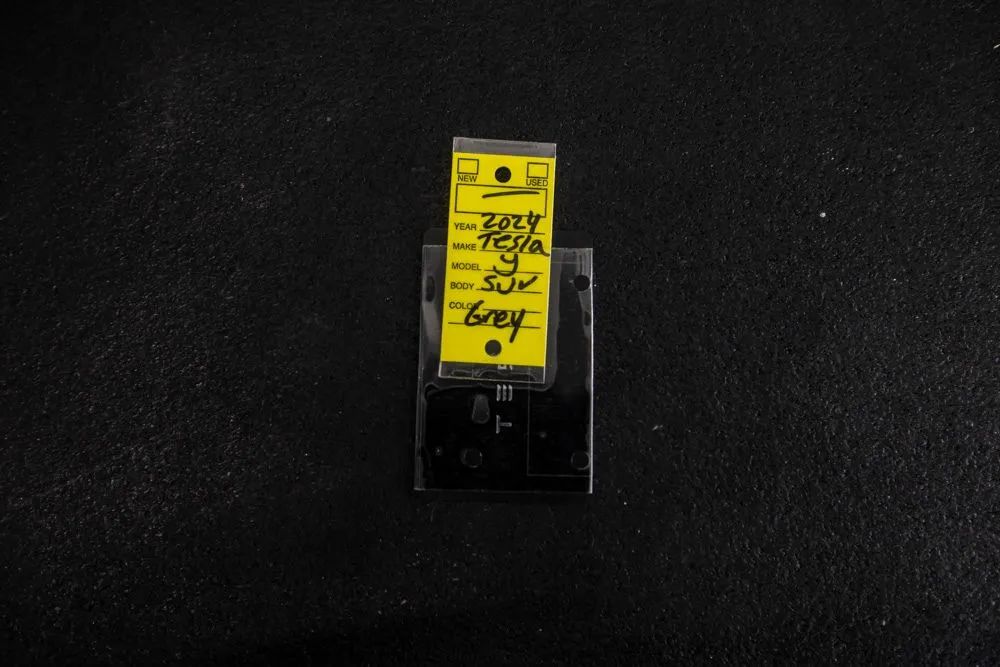 NEW USED
YEAR 2024
MAKE Tesla
MODEL y
BODY SUV
COLOR Grey